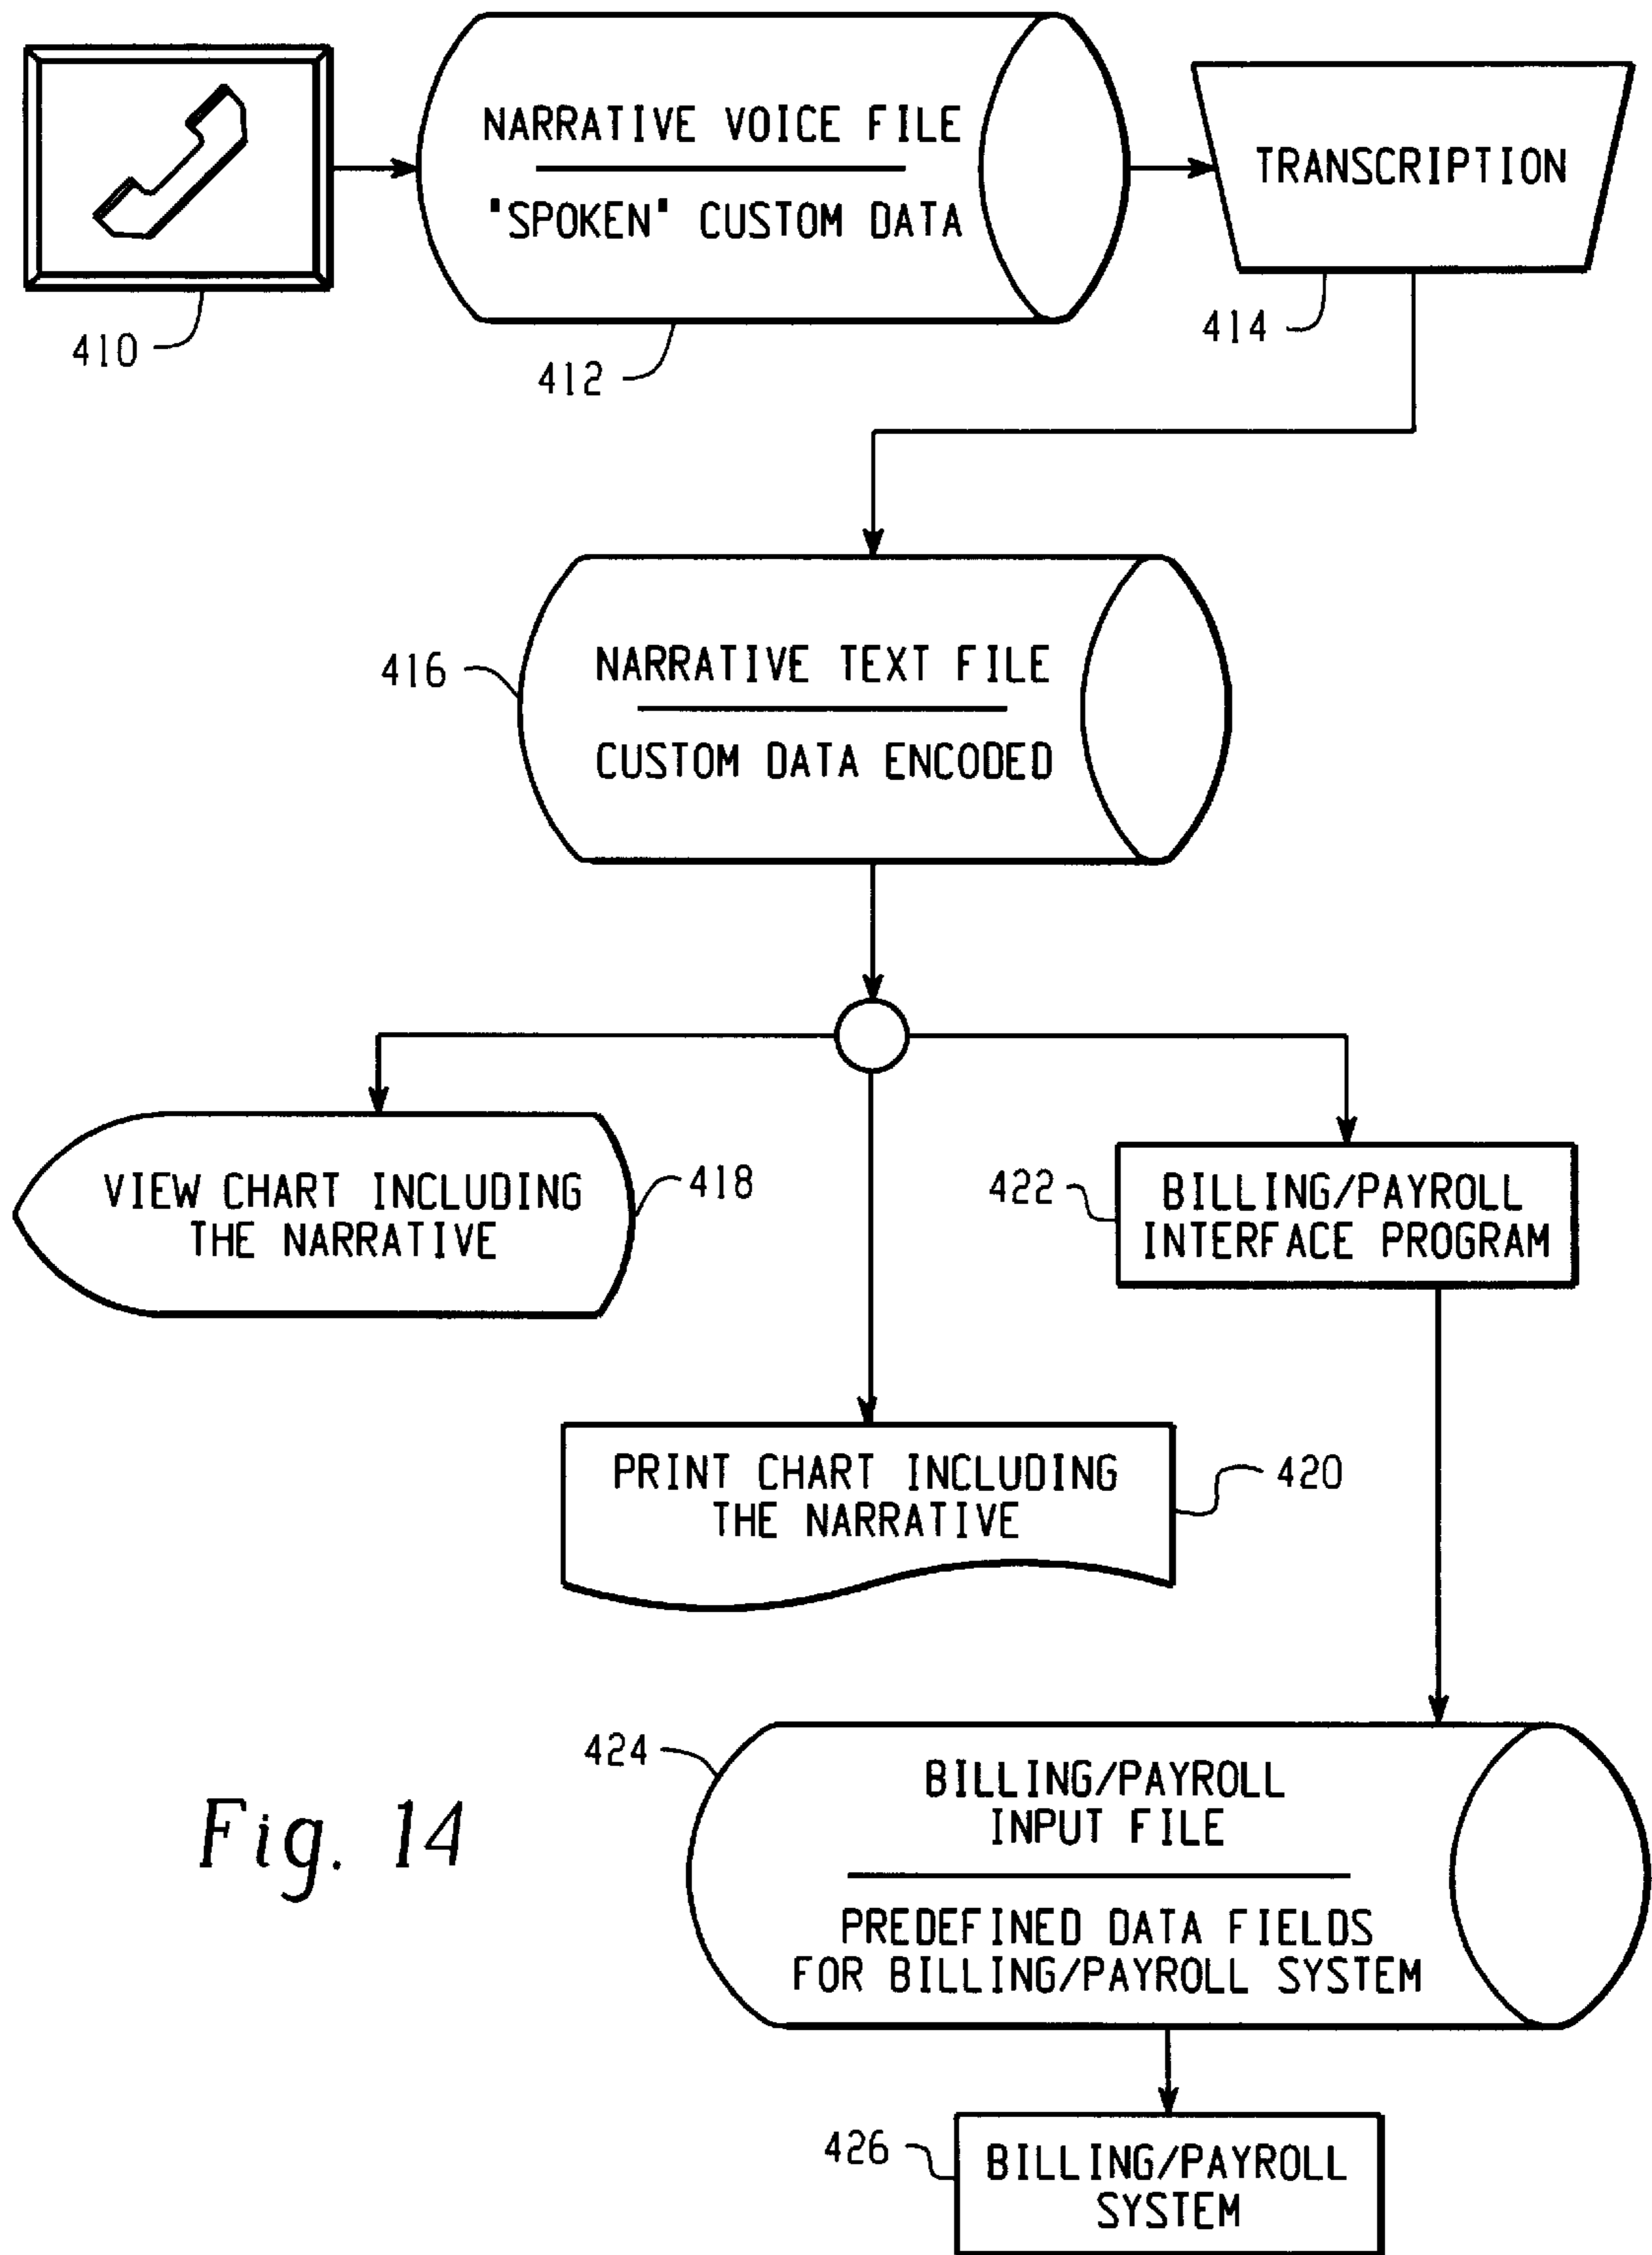 NARRATIVE VOICE FILE
"SPOKEN" CUSTOM DATA
TRANSCRIPTION
410
412
414
416
NARRATIVE TEXT FILE
CUSTOM DATA ENCODED
VIEW CHART INCLUDING
THE NARRATIVE
418
422
BILLING/PAYROLL
INTERFACE PROGRAM
PRINT CHART INCLUDING
THE NARRATIVE
420
424
BILLING/PAYROLL
INPUT FILE
PREDEFINED DATA FIELDS
FOR BILLING/PAYROLL SYSTEM
Fig. 14
426
BILLING/PAYROLL
SYSTEM